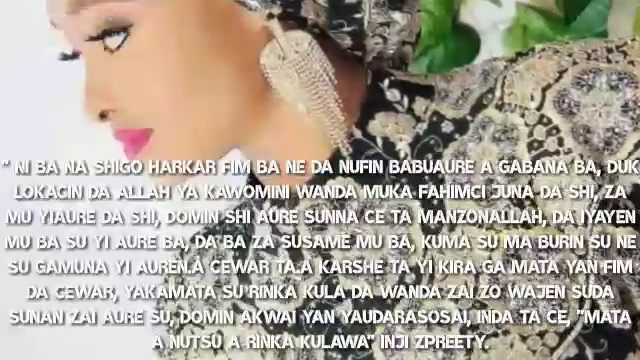 " NI BA NA SHIGO HARKAR FIM BA NE DA NUFIN BABUAURE A GABANA BA, DUK
LOKACIN DA ALLAH YA KAWOMINI WANDA MUKA FAHIMCI JUNA DA SHI, ZA
MU YIAURE DA SHI, DOMIN SHI AURE SUNNA CE TA MANZONALLAH, DA IYAYEN
MU BA SU YI AURE BA, DA BA ZA SUSAME MU BA, KUMA SU MA BURIN SU NE
SU GAMUNA YI AUREN.A CEWAR TA.A KARSHE TA YI KIRA GA MATA YAN FIM
DA CEWAR, YAKAMATA SU RINKA KULA DA WANDA ZAI ZO WAJEN SUDA
SUNAN ZAI AURE SU, DOMIN AKWAI YAN YAUDARASOSAI, INDA TA CE, "MATA
A NUTSU A RINKA KULAWA" INJI ZPREETY.